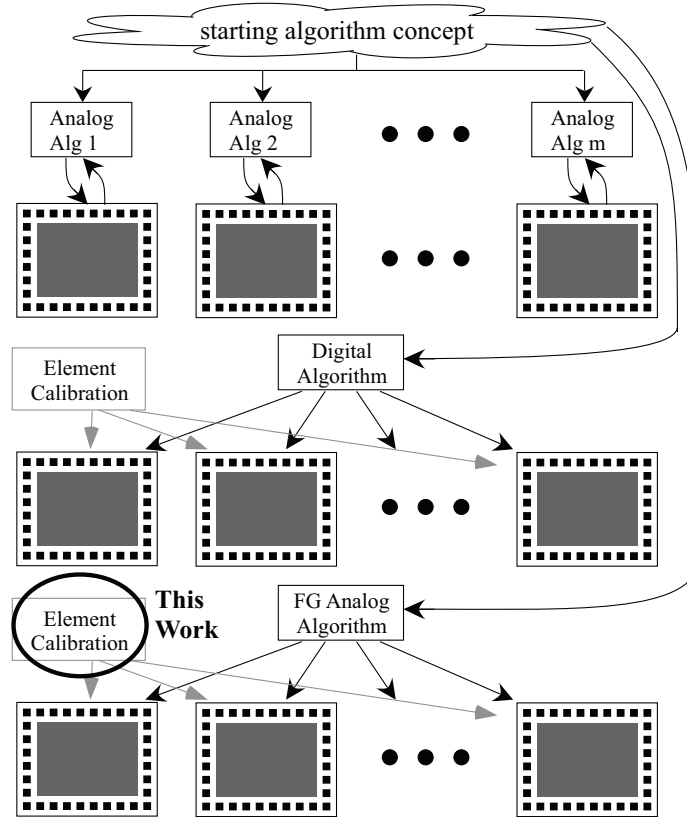 starting algorithm concept
Analog
Alg 1
Analog
Alg 2
Analog
Alg m
Element
Calibration
Digital
Algorithm
Element
Calibration
This
Work
FG Analog
Algorithm